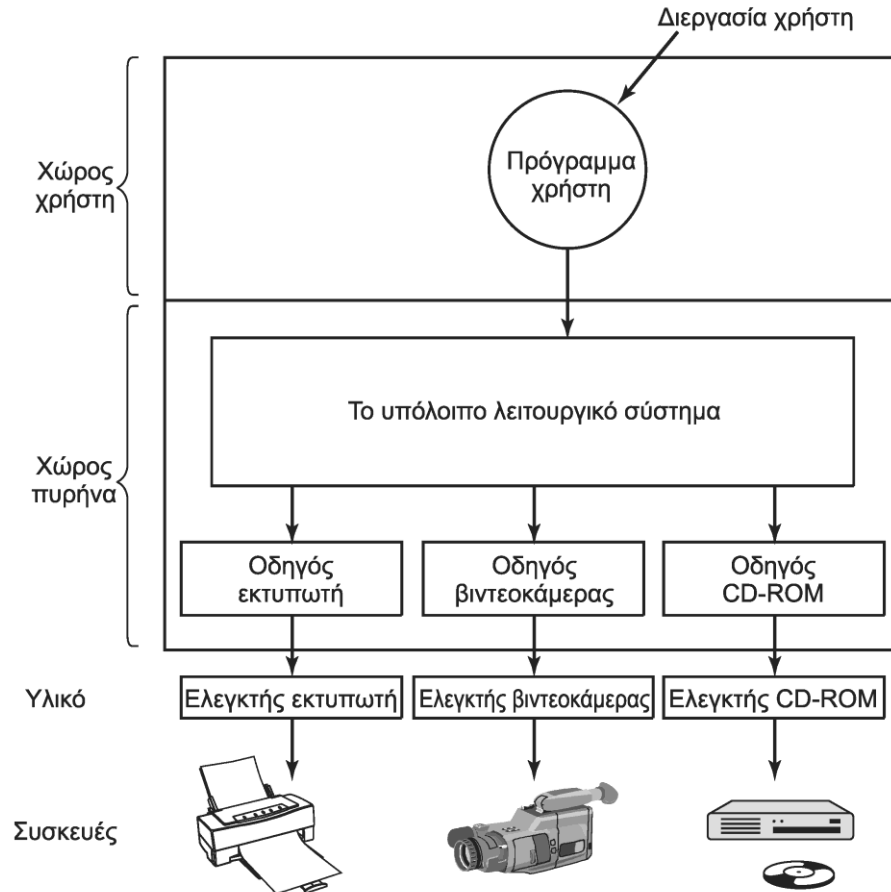 Διεργασία χρήστη
Χώρος
χρήστη
Πρόγραμμα
χρήστη
Χώρος
πυρήνα
Το υπόλοιπο λειτουργικό σύστημα
Οδηγός
εκτυπωτή
Οδηγός
βιντεοκάμερας
Οδηγός
CD-ROM
Υλικό
Ελεγκτής εκτυπωτή
Ελεγκτής βιντεοκάμερας
Ελεγκτής CD-ROM
Συσκευές